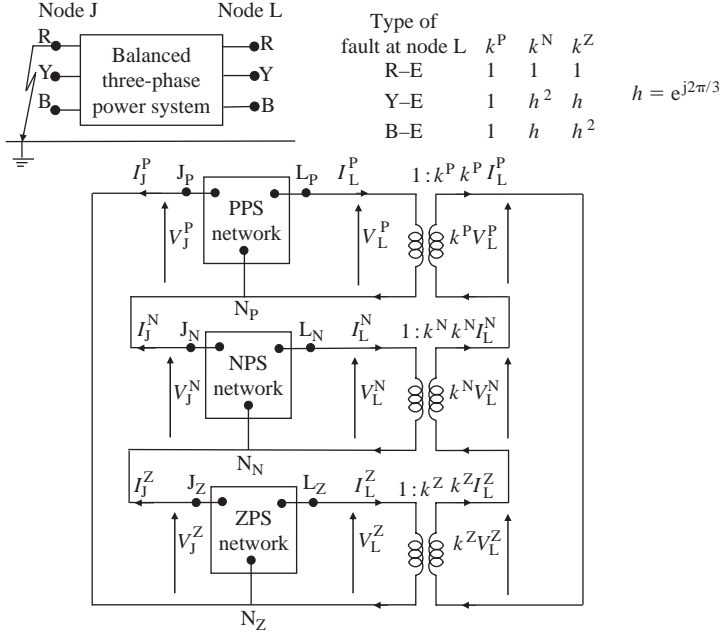 Node J
Node L
R
Y
B
Balanced
three-phase
power system
R
Y
B
Type of
fault at node L k^P k^N k^Z
R–E 1 1 1
Y–E 1 h^2 h
B–E 1 h h^2
h = e^{j2π/3}
I_J^P J_P L_P I_L^P 1 : k^P k^P I_L^P
PPS
network
V_J^P V_L^P k^P V_L^P
N_P
I_J^N J_N L_N I_L^N 1 : k^N k^N I_L^N
NPS
network
V_J^N V_L^N k^N V_L^N
N_N
I_J^Z J_Z L_Z I_L^Z 1 : k^Z k^Z I_L^Z
ZPS
network
V_J^Z V_L^Z k^Z V_L^Z
N_Z